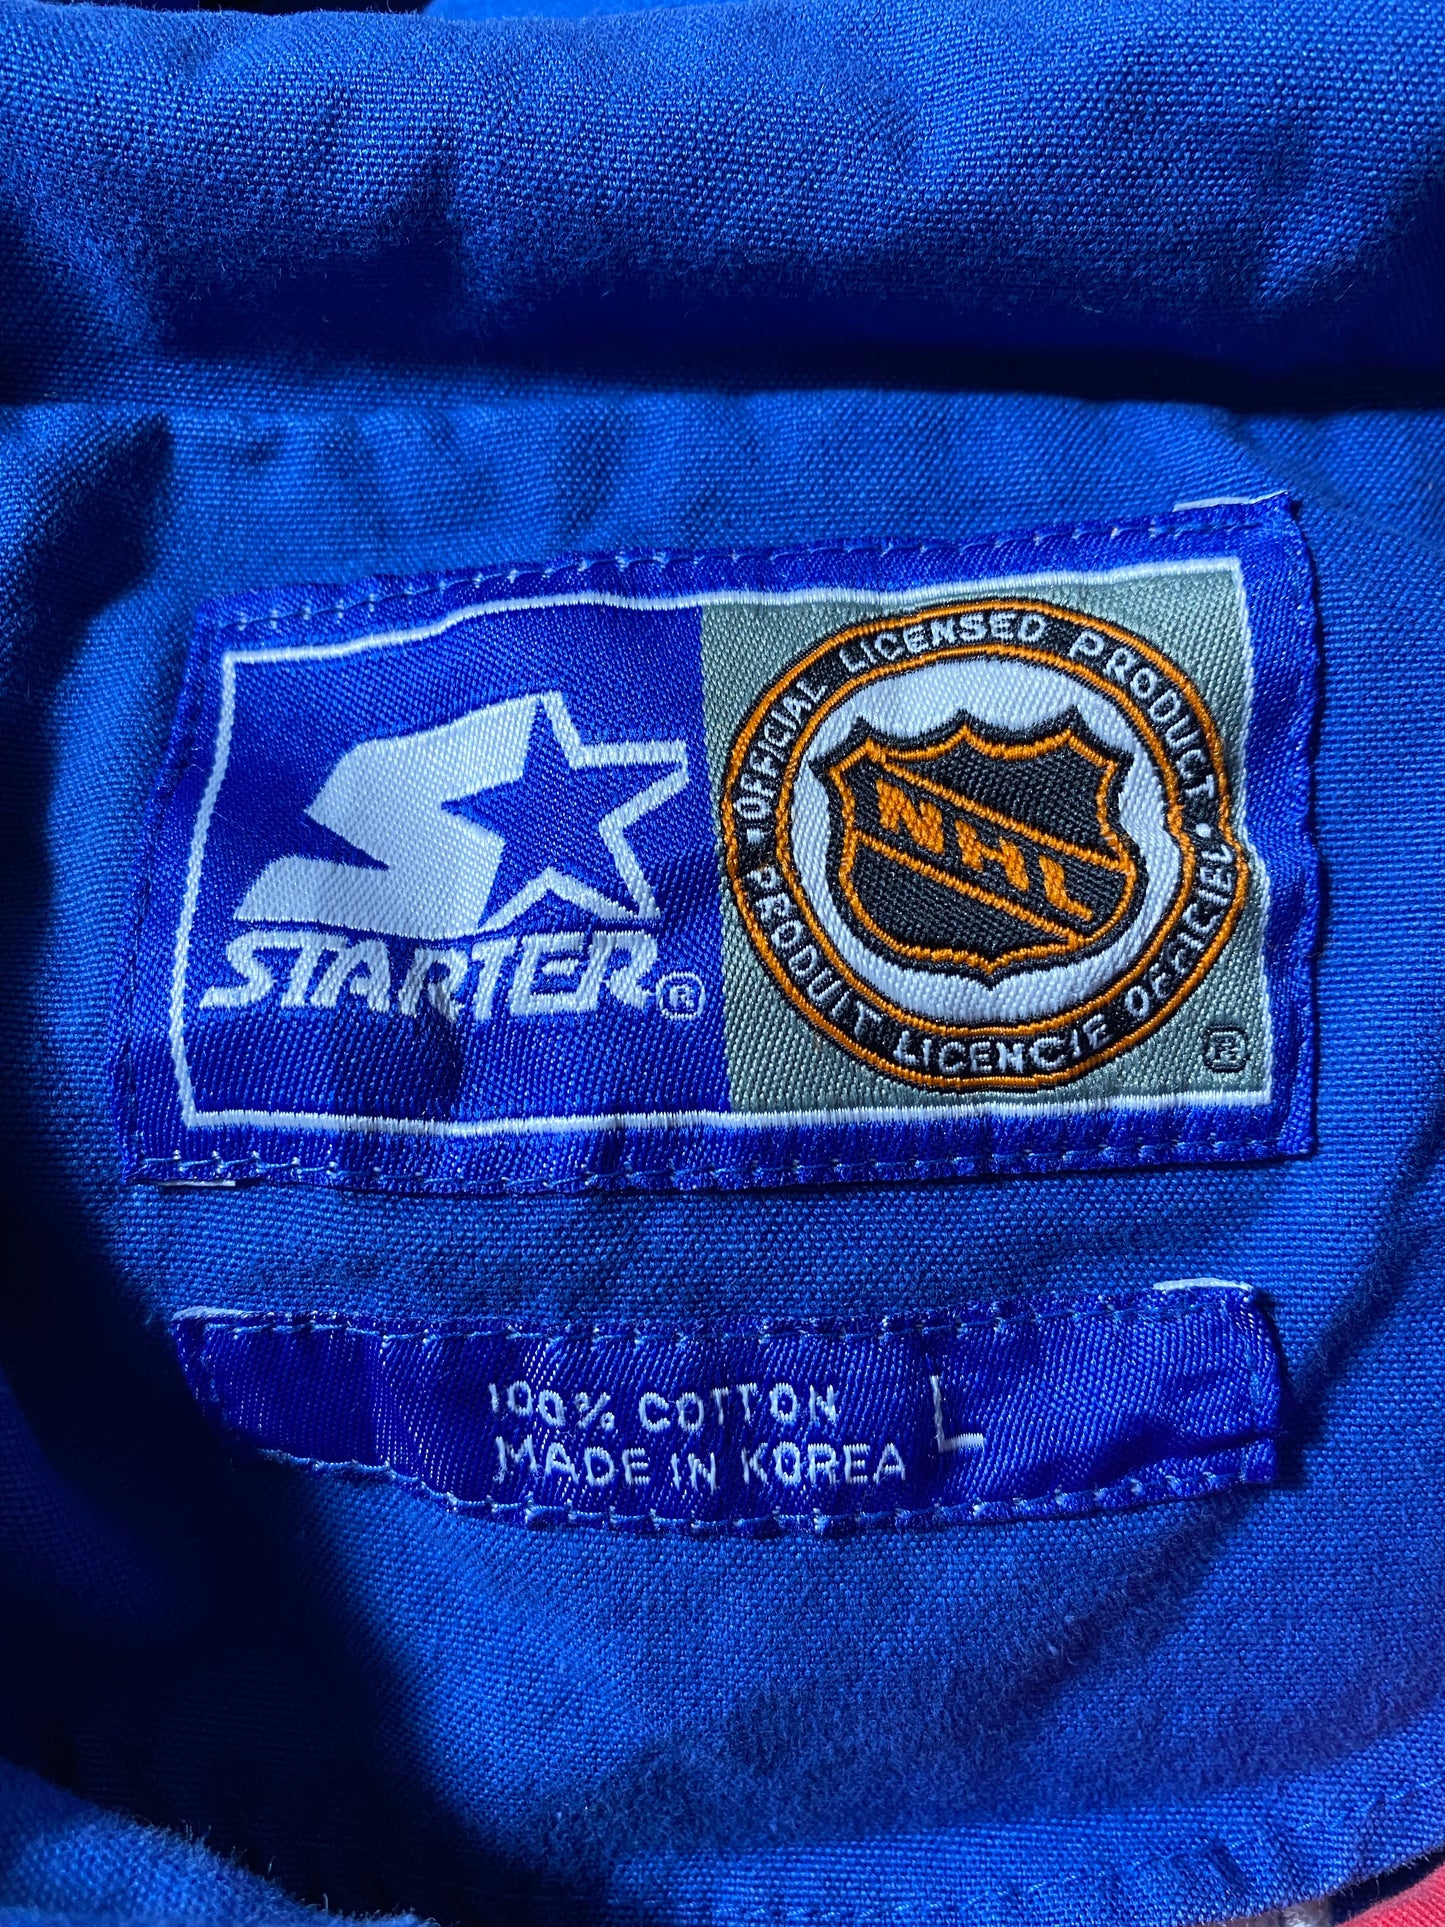 STARTER®
OFFICIAL LICENSED PRODUCT •
NHL
PRODUIT LICENCIE OFFICIEL
®
100% COTTON
MADE IN KOREA
L